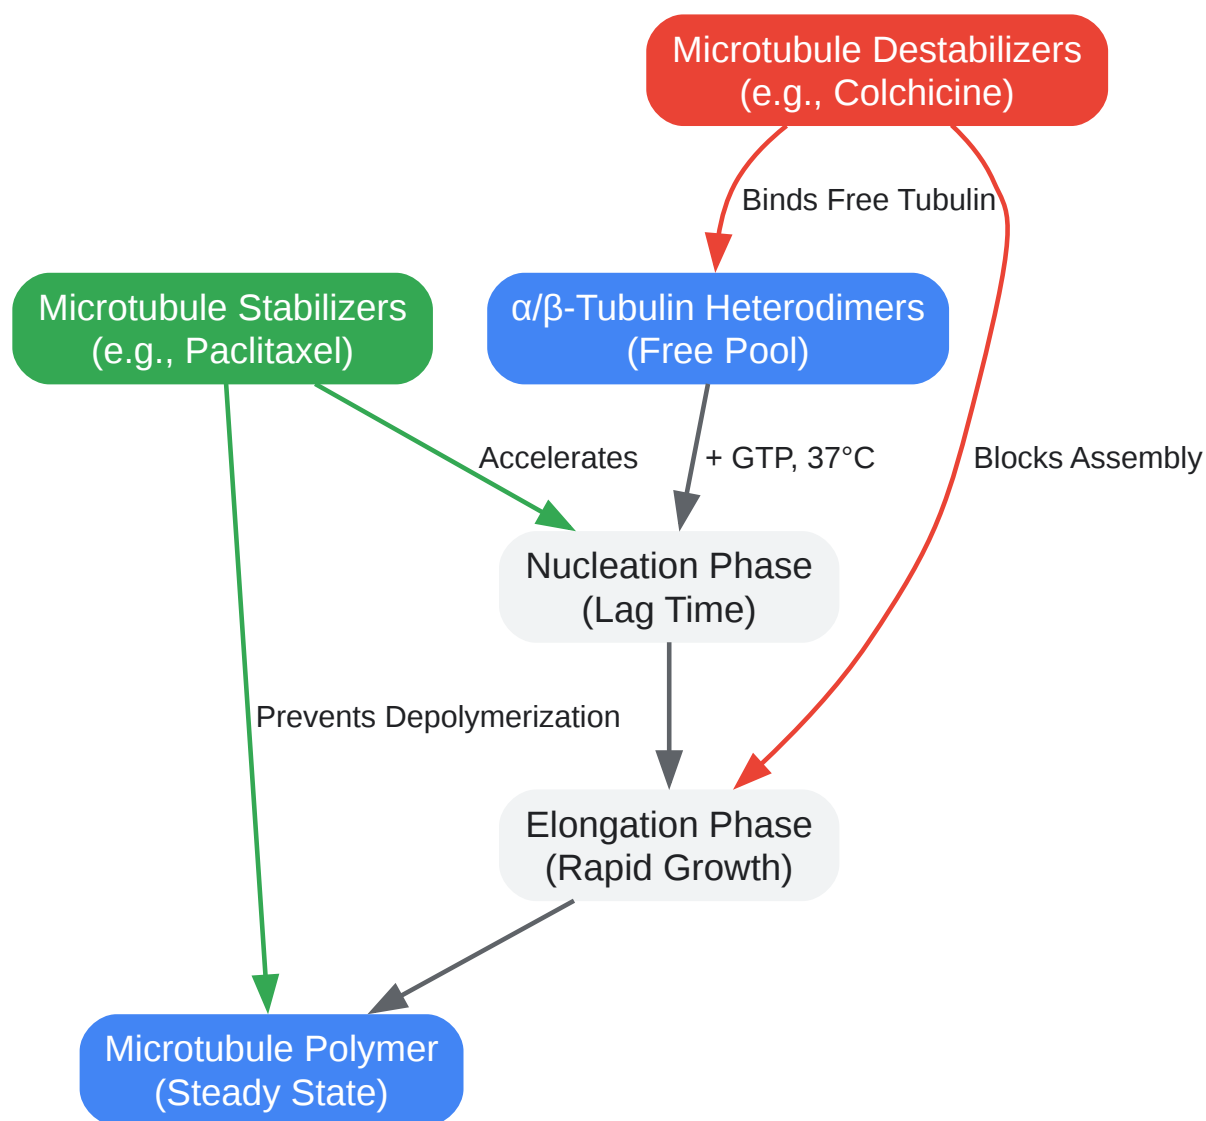 Microtubule Destabilizers
(e.g., Colchicine)
Binds Free Tubulin
Microtubule Stabilizers
(e.g., Paclitaxel)
α/β-Tubulin Heterodimers
(Free Pool)
Accelerates
+ GTP, 37°C
Blocks Assembly
Nucleation Phase
(Lag Time)
Prevents Depolymerization
Elongation Phase
(Rapid Growth)
Microtubule Polymer
(Steady State)